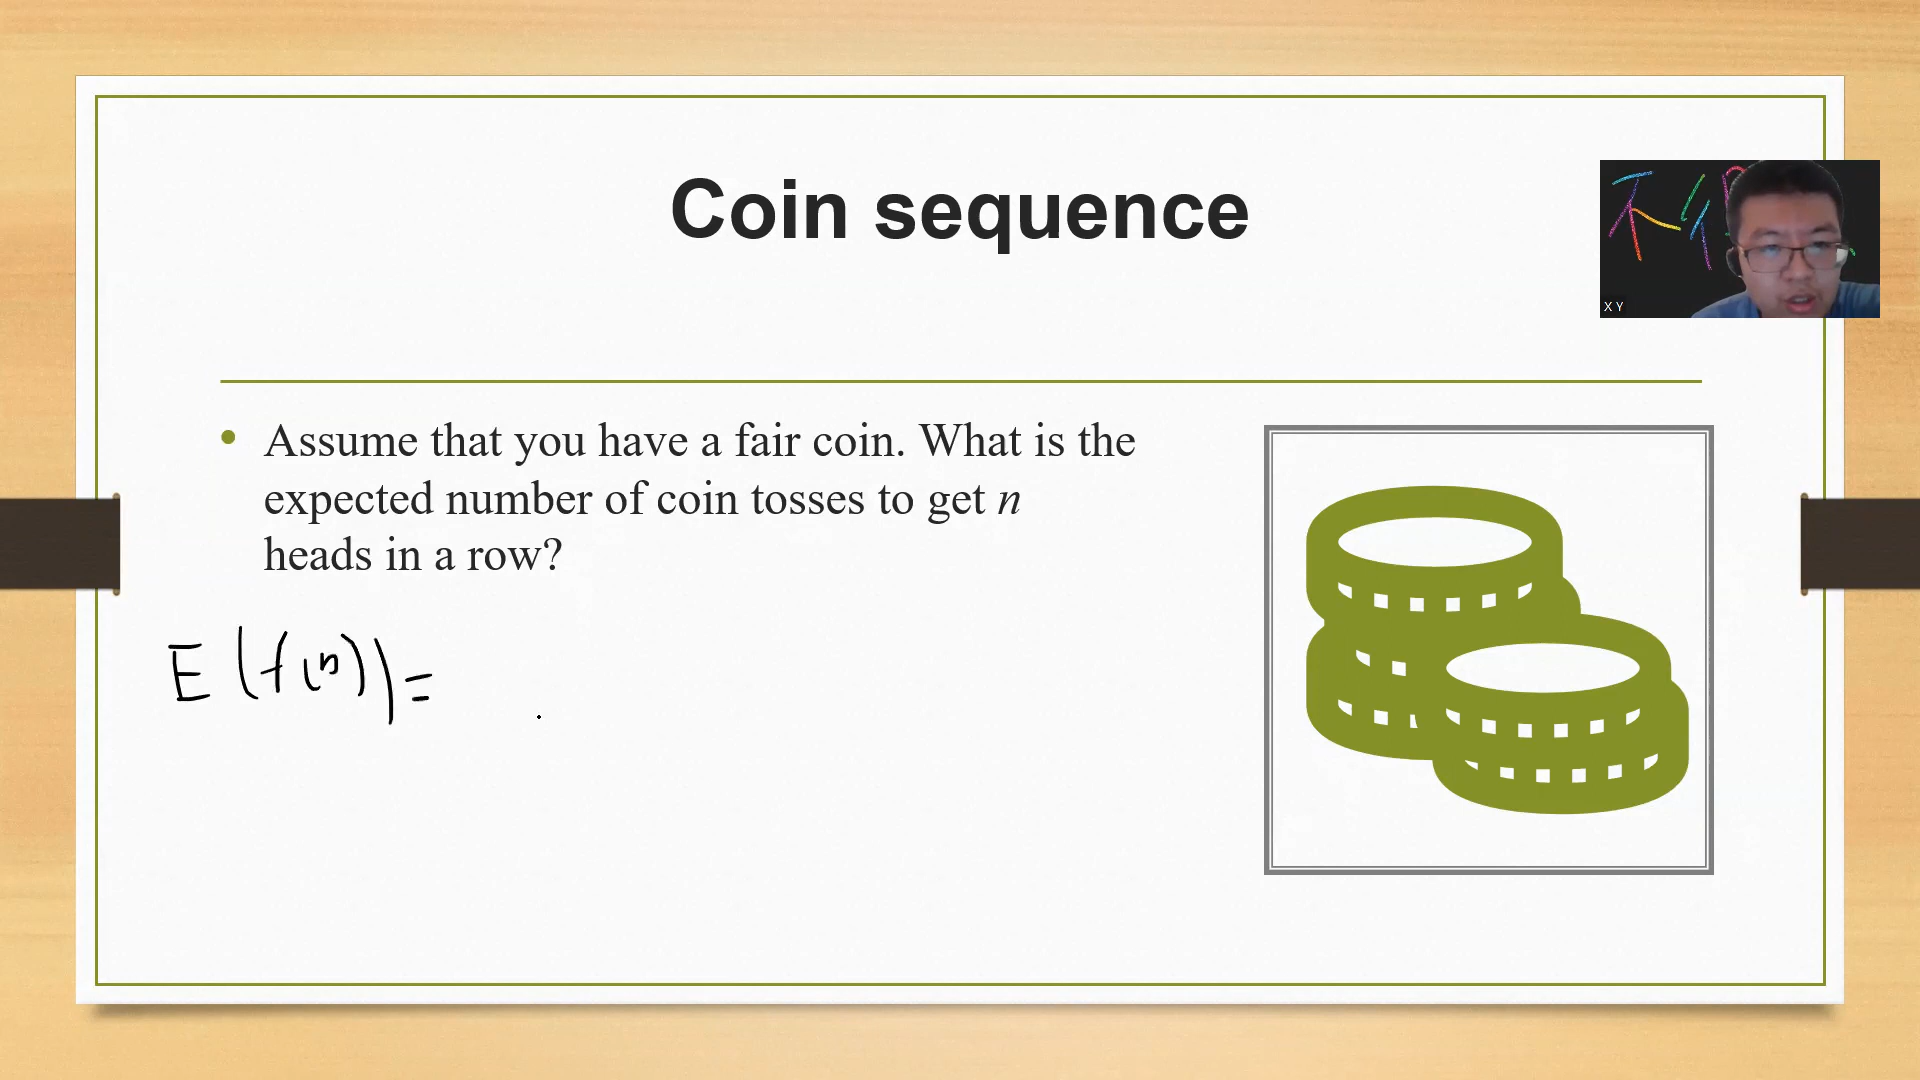 Coin sequence
X Y
• Assume that you have a fair coin. What is the
expected number of coin tosses to get n
heads in a row?
E(f(n))=